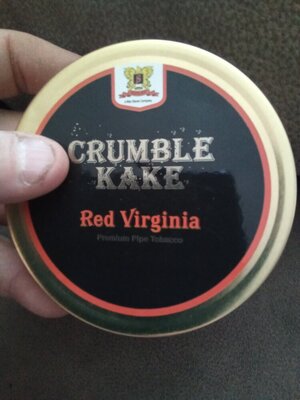 CRUMBLE
KAKE
Red Virginia
Premium Pipe Tobacco